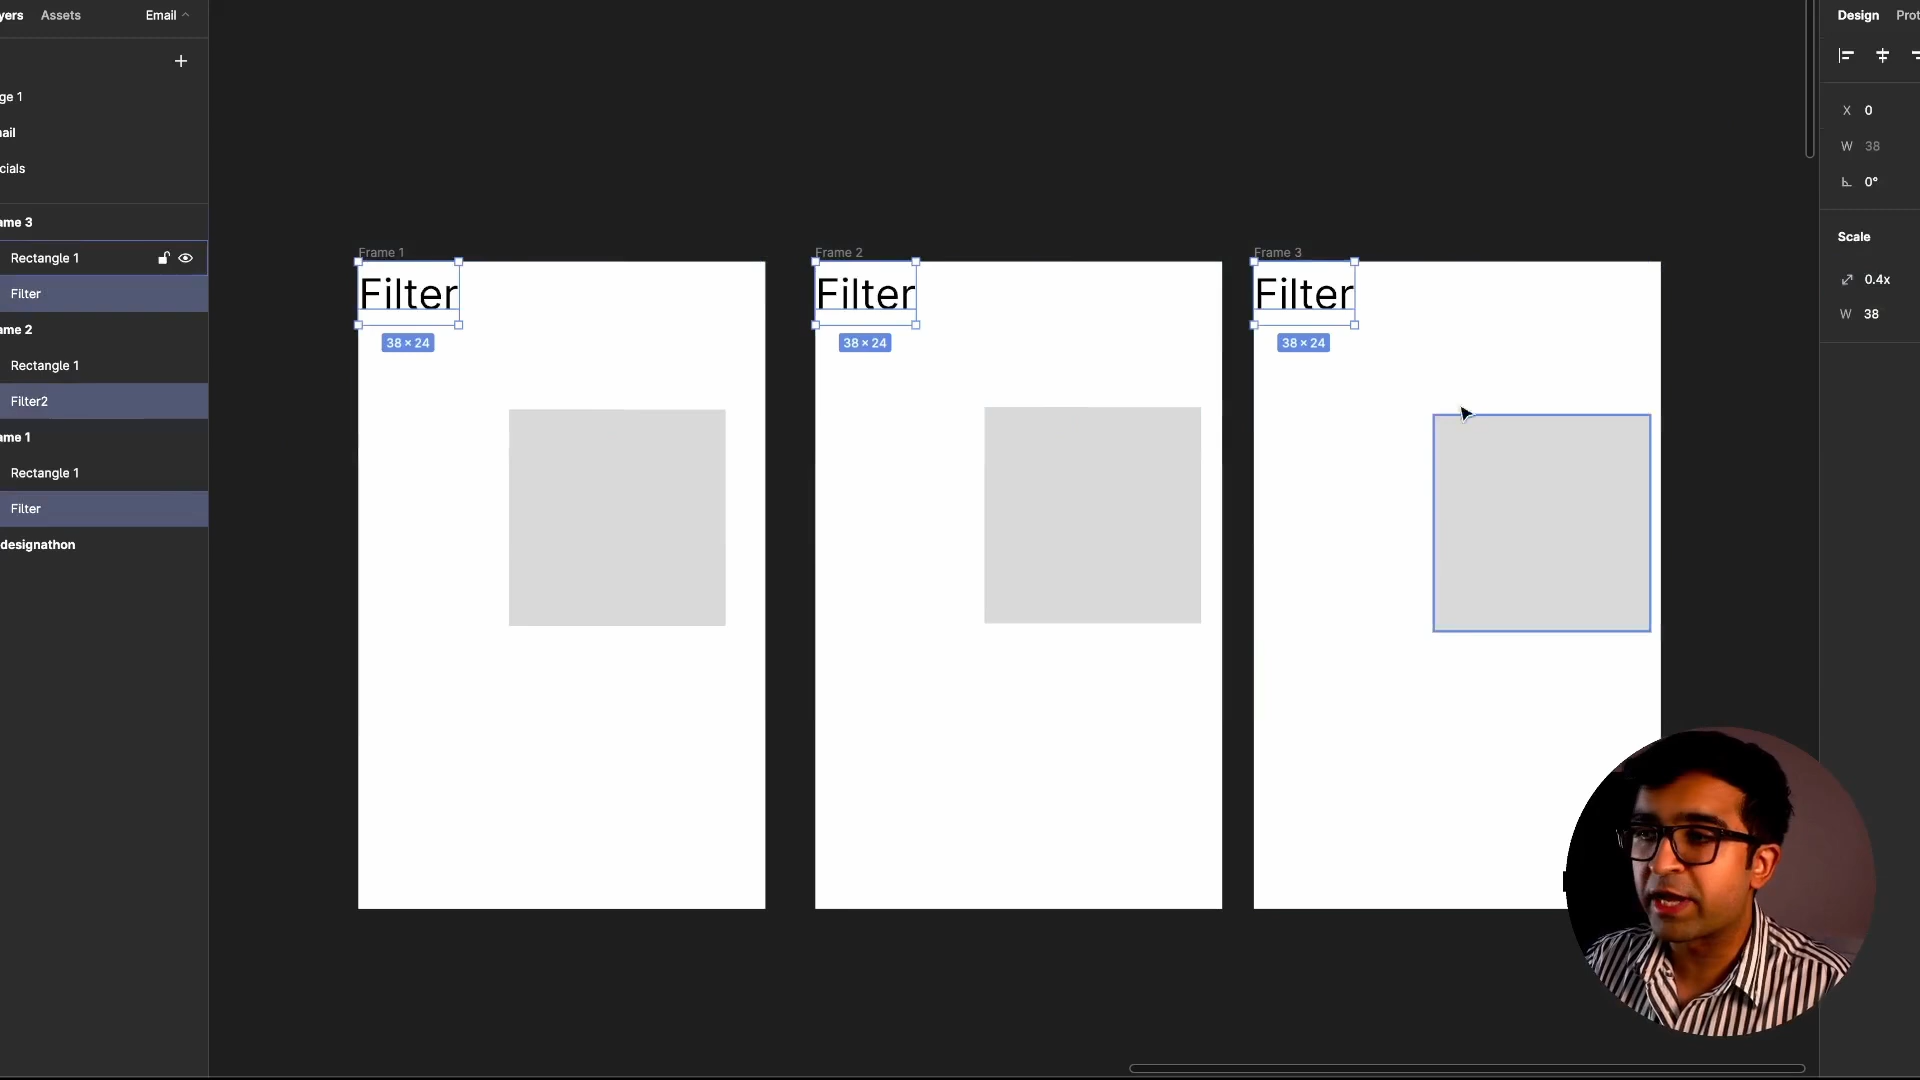 yers Assets Email
ge 1
nail
cials
ame 3
Rectangle 1
Filter
ame 2
Rectangle 1
Filter2
ame 1
Rectangle 1
Filter
designathon
Frame 1
Filter
38 × 24
Frame 2
Filter
38 × 24
Frame 3
Filter
38 × 24
Design Prot
X 0
W 38
0°
Scale
0.4x
W 38